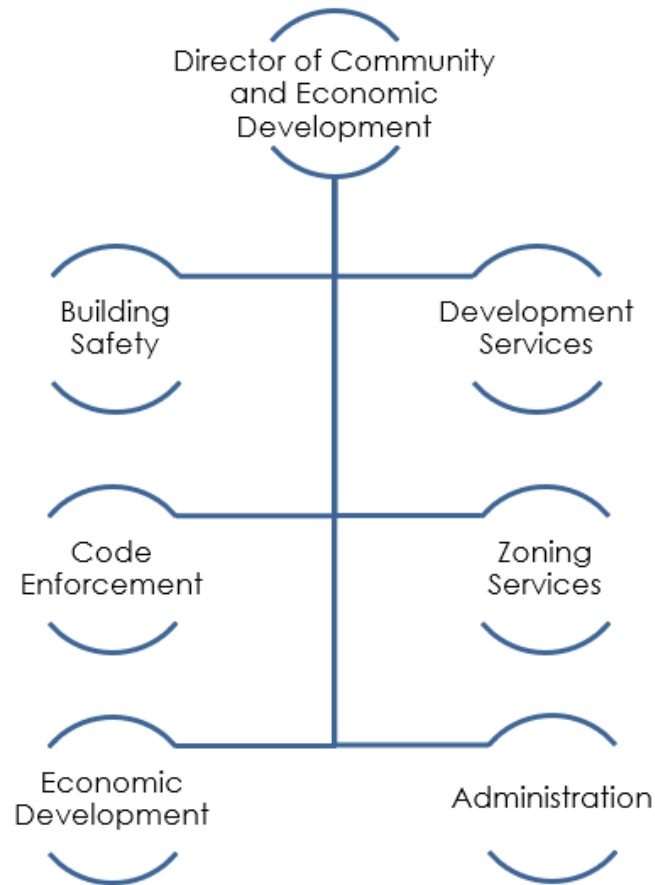 Director of Community
and Economic
Development
Building
Safety
Development
Services
Code
Enforcement
Zoning
Services
Economic
Development
Administration